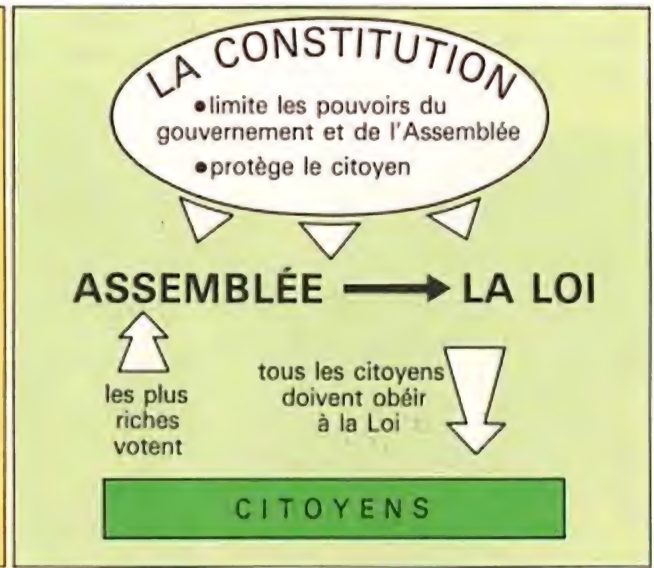 LA CONSTITUTION
•limite les pouvoirs du
gouvernement et de l'Assemblée
•protège le citoyen
ASSEMBLÉE
LA LOI
les plus
riches
votent
tous les citoyens
doivent obéir
à la Loi
CITOYENS